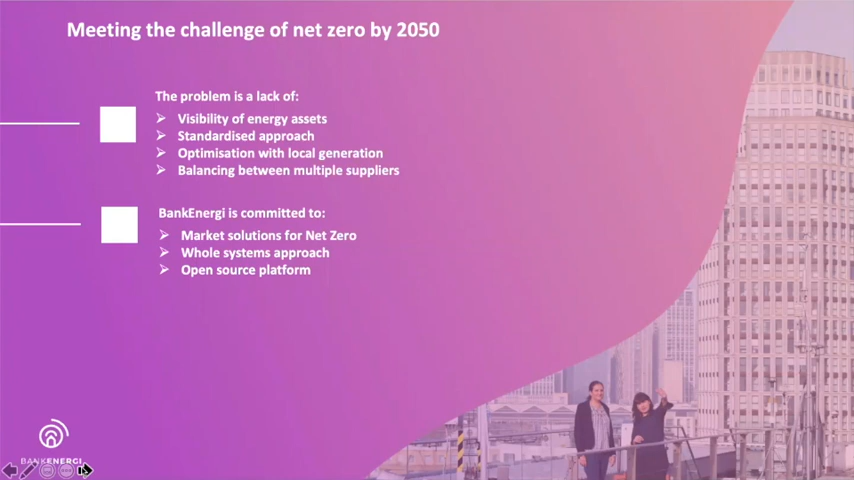 Meeting the challenge of net zero by 2050
The problem is a lack of:
Visibility of energy assets
Standardised approach
Optimisation with local generation
Balancing between multiple suppliers
BankEnergi is committed to:
Market solutions for Net Zero
Whole systems approach
Open source platform
BANKENERGI